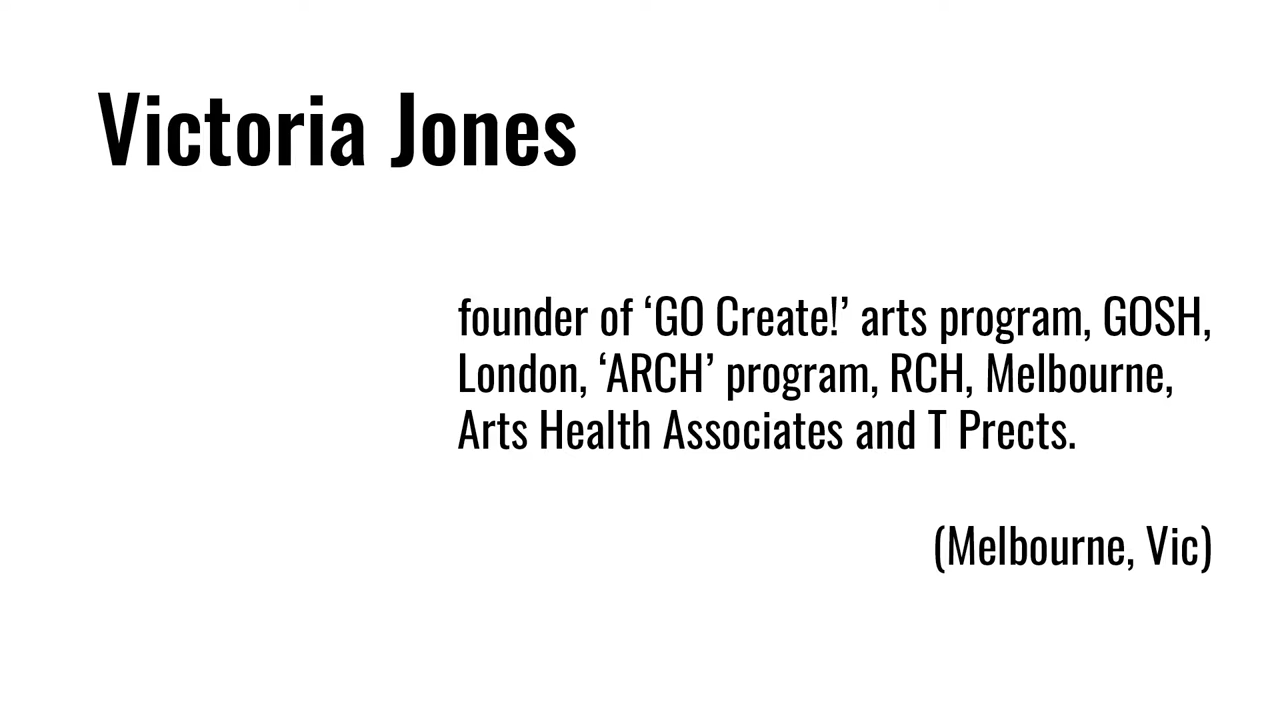 Victoria Jones
founder of ‘GO Create!’ arts program, GOSH,
London, ‘ARCH’ program, RCH, Melbourne,
Arts Health Associates and T Prects.
(Melbourne, Vic)